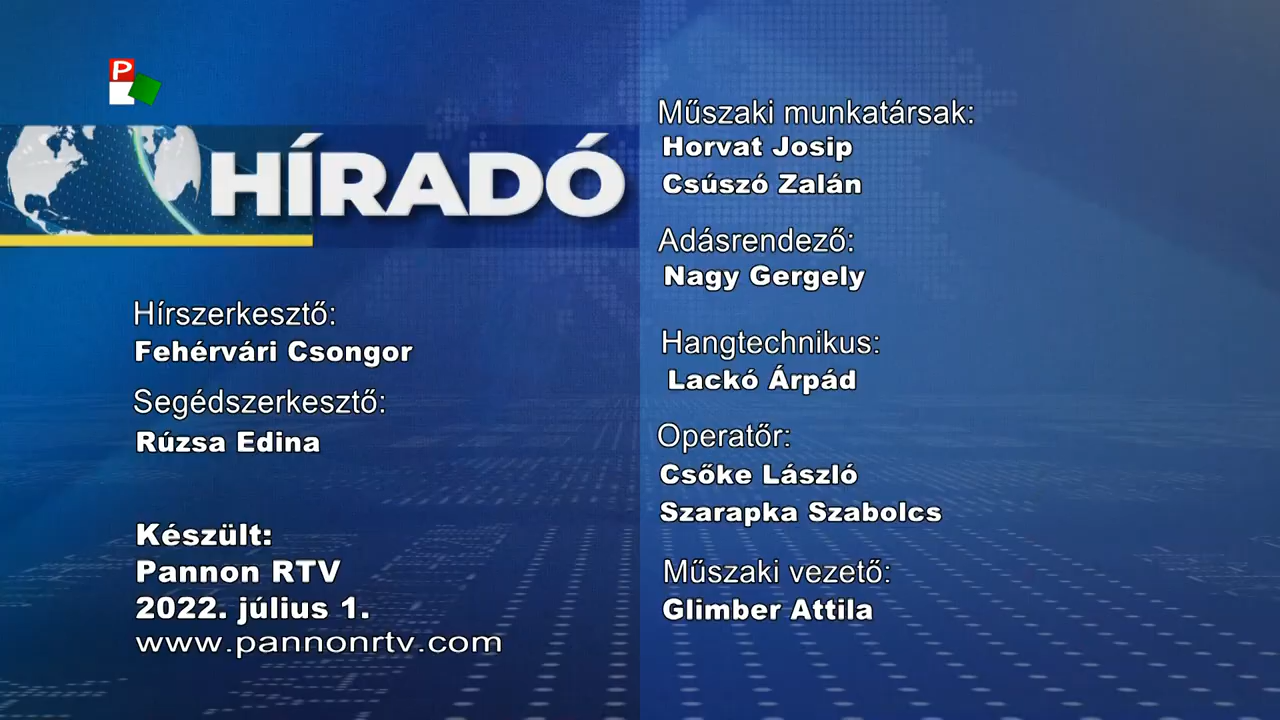 P
HÍRADÓ
Hírszerkesztő:
Fehérvári Csongor
Segédszerkesztő:
Rúzsa Edina
Készült:
Pannon RTV
2022. július 1.
www.pannonrtv.com
Műszaki munkatársak:
Horvat Josip
Csúszó Zalán
Adásrendező:
Nagy Gergely
Hangtechnikus:
Lackó Árpád
Operatőr:
Csőke László
Szarapka Szabolcs
Műszaki vezető:
Glimber Attila